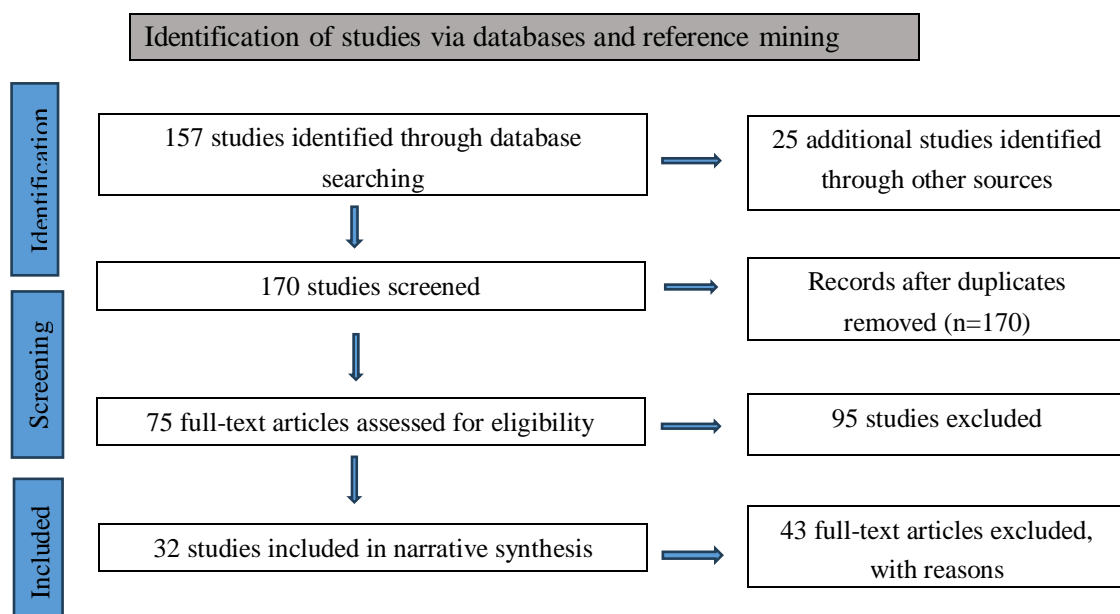 Identification of studies via databases and reference mining
Identification
157 studies identified through database
searching
25 additional studies identified
through other sources
170 studies screened
Records after duplicates
removed (n=170)
Screening
75 full-text articles assessed for eligibility
95 studies excluded
Included
32 studies included in narrative synthesis
43 full-text articles excluded,
with reasons